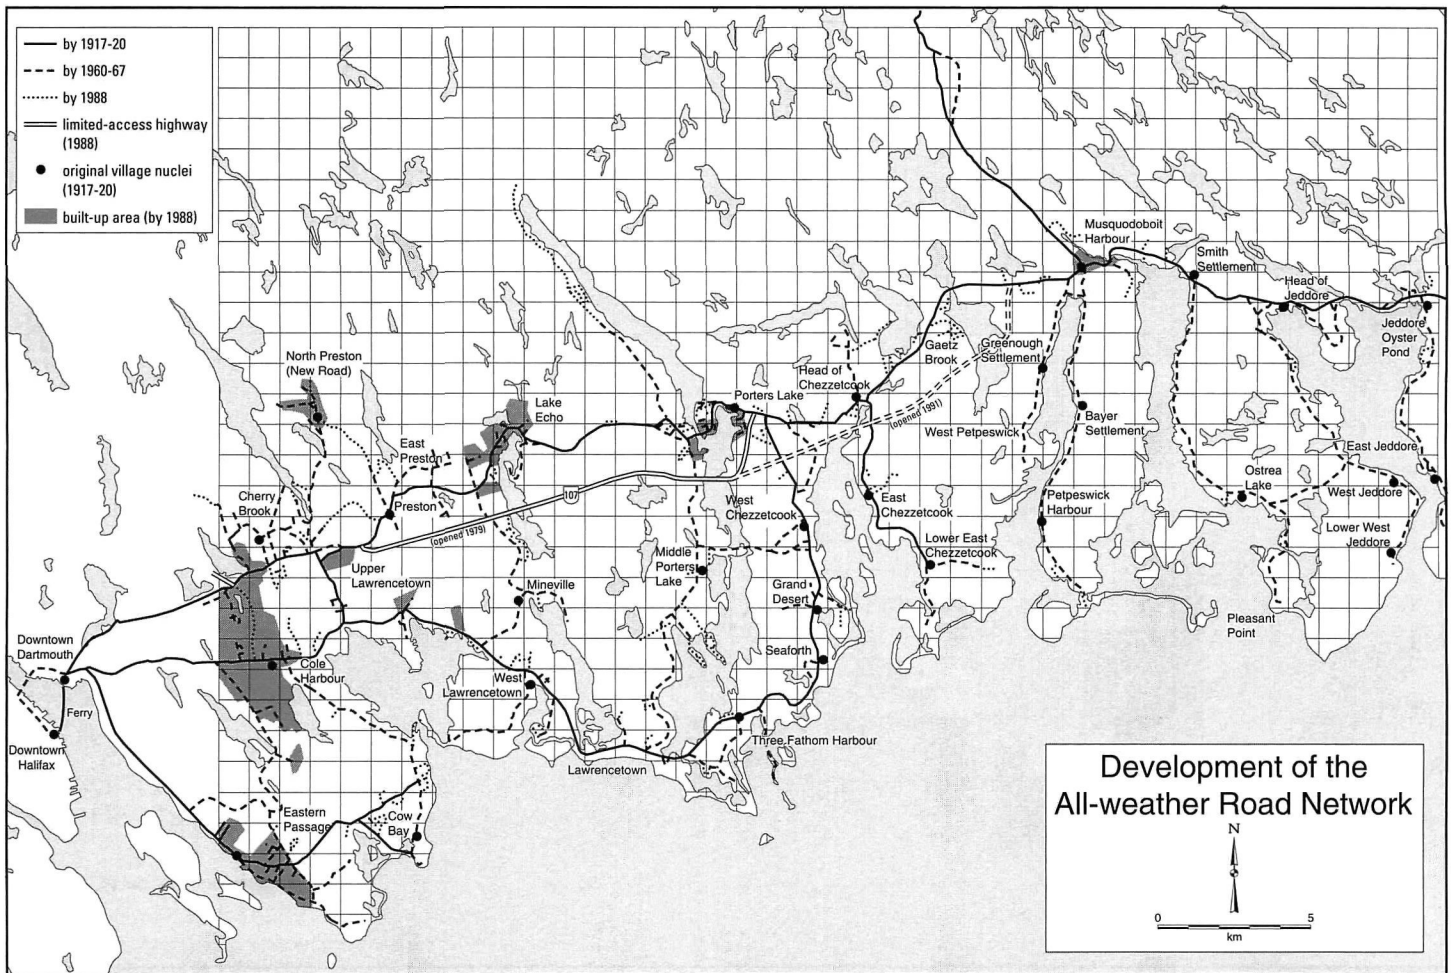 by 1917-20
by 1960-67
by 1988
limited-access highway
(1988)
original village nuclei
(1917-20)
built-up area (by 1988)
Musquodoboit
Harbour
Smith
Settlement
Head of
Jeddore
Jeddore
Oyster
Pond
Gaetz
Brook
Greenough
Settlement
North Preston
(New Road)
Head of
Chezzetcook
Porters Lake
Lake
Echo
(opened 1991)
Bayer
Settlement
West Petpeswick
East
Preston
East Jeddore
Ostrea
Lake
West Jeddore
Cherry
Brook
Preston
107
(opened 1979)
West
Chezzetcook
East
Chezzetcook
Petpeswick
Harbour
Lower West
Jeddore
Lower East
Chezzetcook
Upper
Lawrencetown
Middle
Porters
Lake
Mineville
Grand
Desert
Pleasant
Point
Downtown
Dartmouth
Cole
Harbour
West
Lawrencetown
Seaforth
Ferry
Downtown
Halifax
Three Fathom Harbour
Lawrencetown
Eastern
Passage
Cow
Bay
Development of the
All-weather Road Network
N
0 5
km